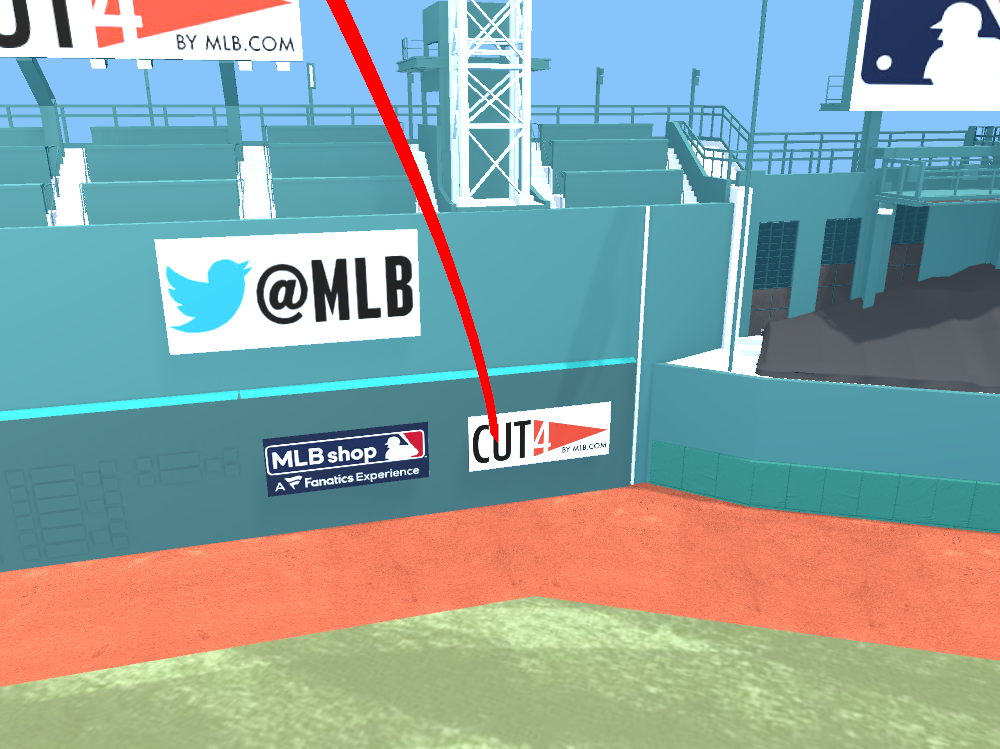 CUT4
BY MLB.COM
@MLB
MLB shop
A Fanatics Experience
CUT4
BY MLB.COM